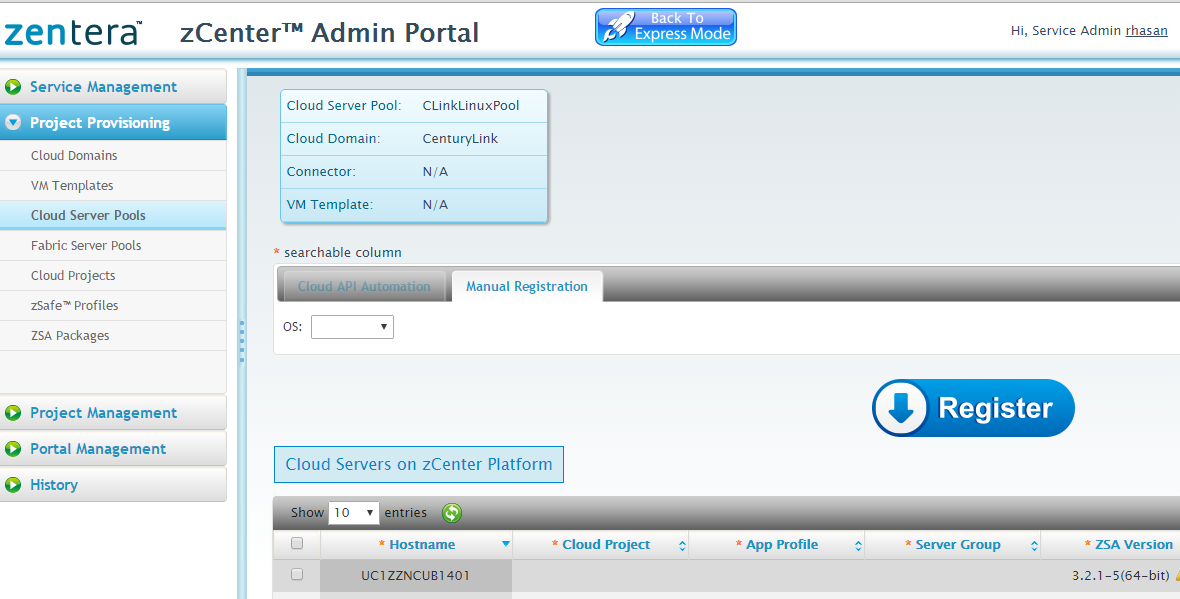 zentera™ zCenter™ Admin Portal
Back To
Express Mode
Hi, Service Admin rhasan
Service Management
Project Provisioning
Cloud Domains
VM Templates
Cloud Server Pools
Fabric Server Pools
Cloud Projects
zSafe™ Profiles
ZSA Packages
Project Management
Portal Management
History
Cloud Server Pool: CLinkLinuxPool
Cloud Domain: CenturyLink
Connector: N/A
VM Template: N/A
* searchable column
Cloud API Automation Manual Registration
OS:
Register
Cloud Servers on zCenter Platform
Show 10 entries
* Hostname * Cloud Project * App Profile * Server Group * ZSA Version
UC1ZZNCUB1401 3.2.1-5(64-bit)